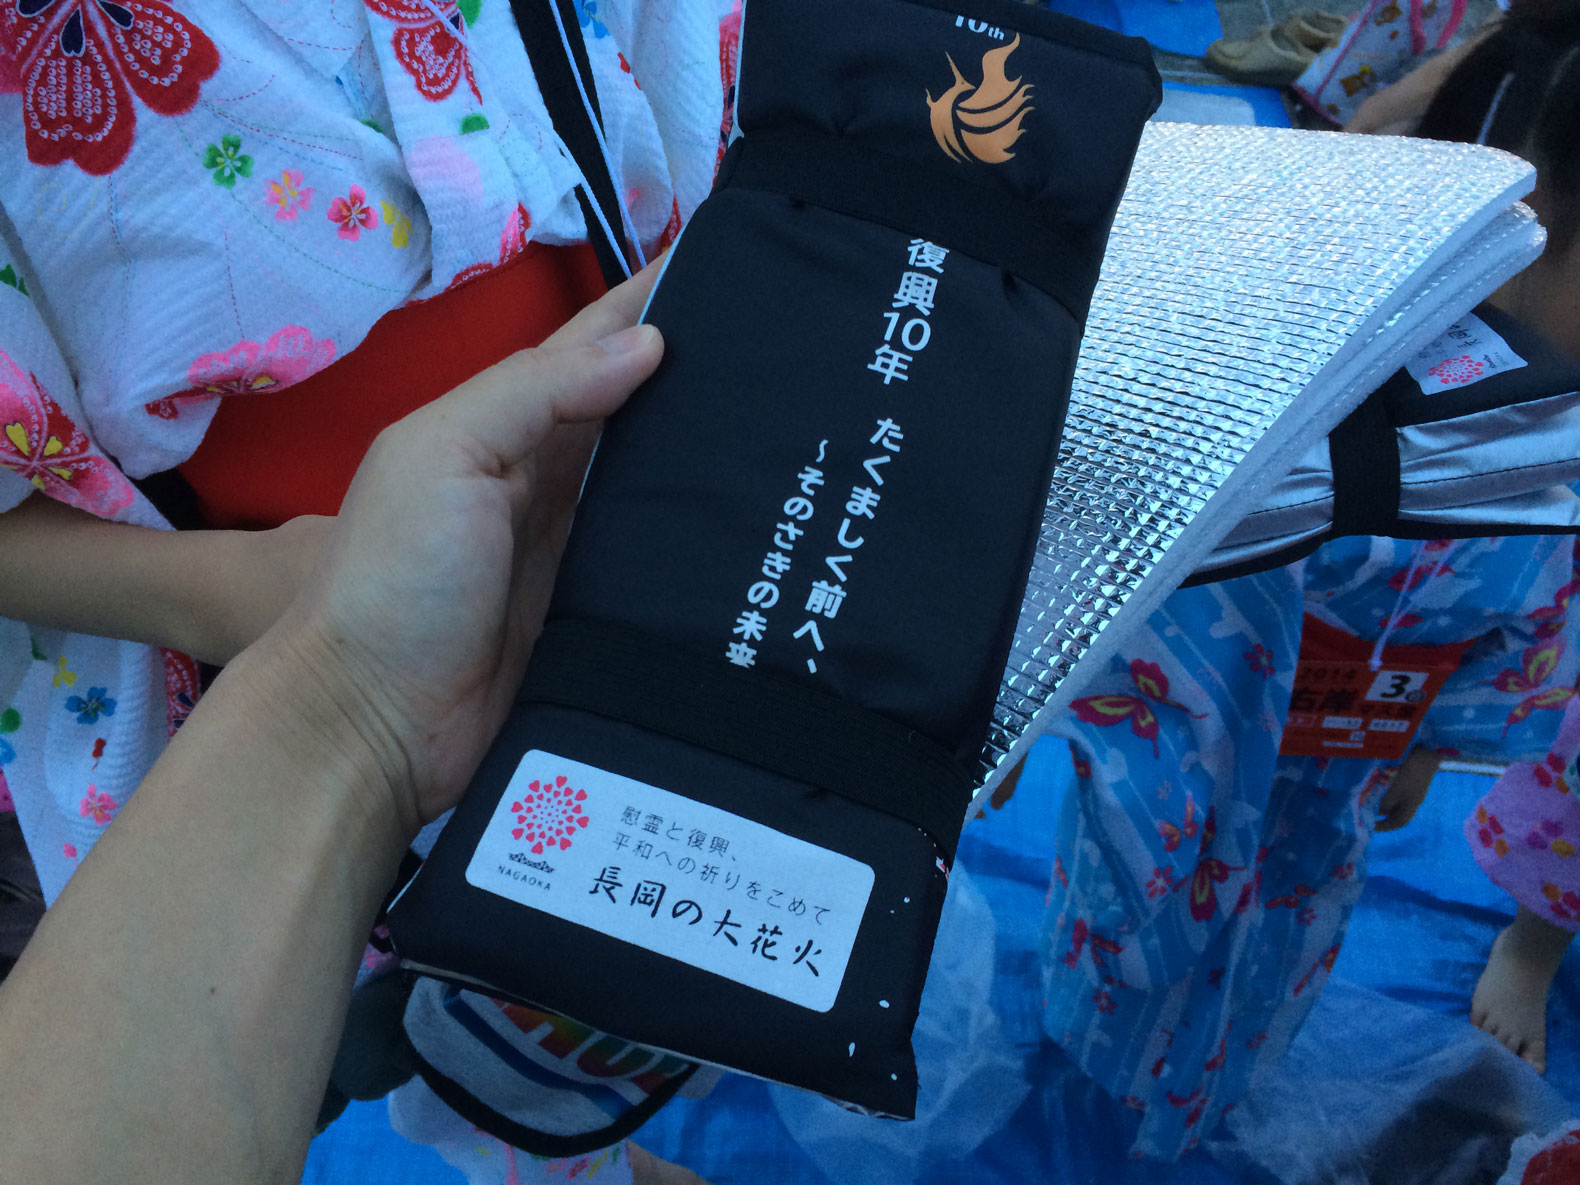 10th
復興10年 たくましく前へ、
～そのさきの未来
慰霊と復興、
平和への祈りをこめて
長岡の大花火
NAGAOKA
2014
右岸
3